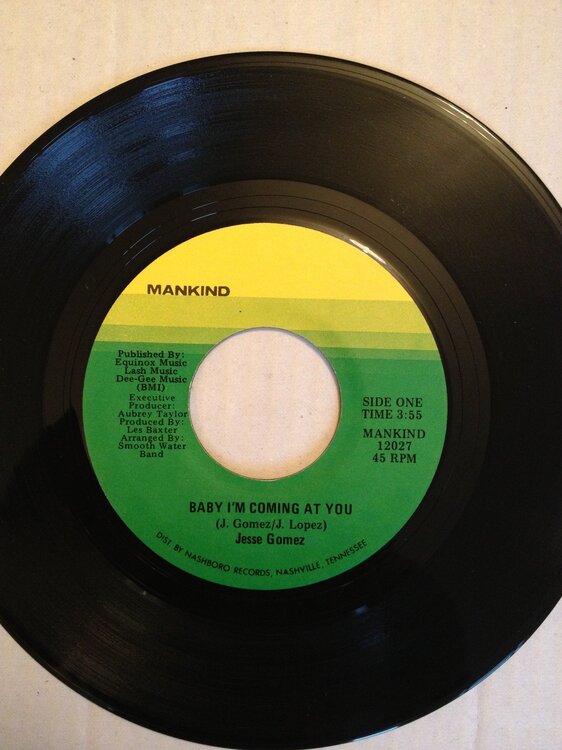 MANKIND
Published By:
Equinox Music
Lash Music
Dee-Gee Music
(BMI)
Executive
Producer:
Aubrey Taylor
Produced By:
Les Baxter
Arranged By:
Smooth Water
Band
SIDE ONE
TIME 3:55
MANKIND
12027
45 RPM
BABY I'M COMING AT YOU
(J. Gomez/J. Lopez)
Jesse Gomez
DIST. BY NASHBORO RECORDS, NASHVILLE, TENNESSEE